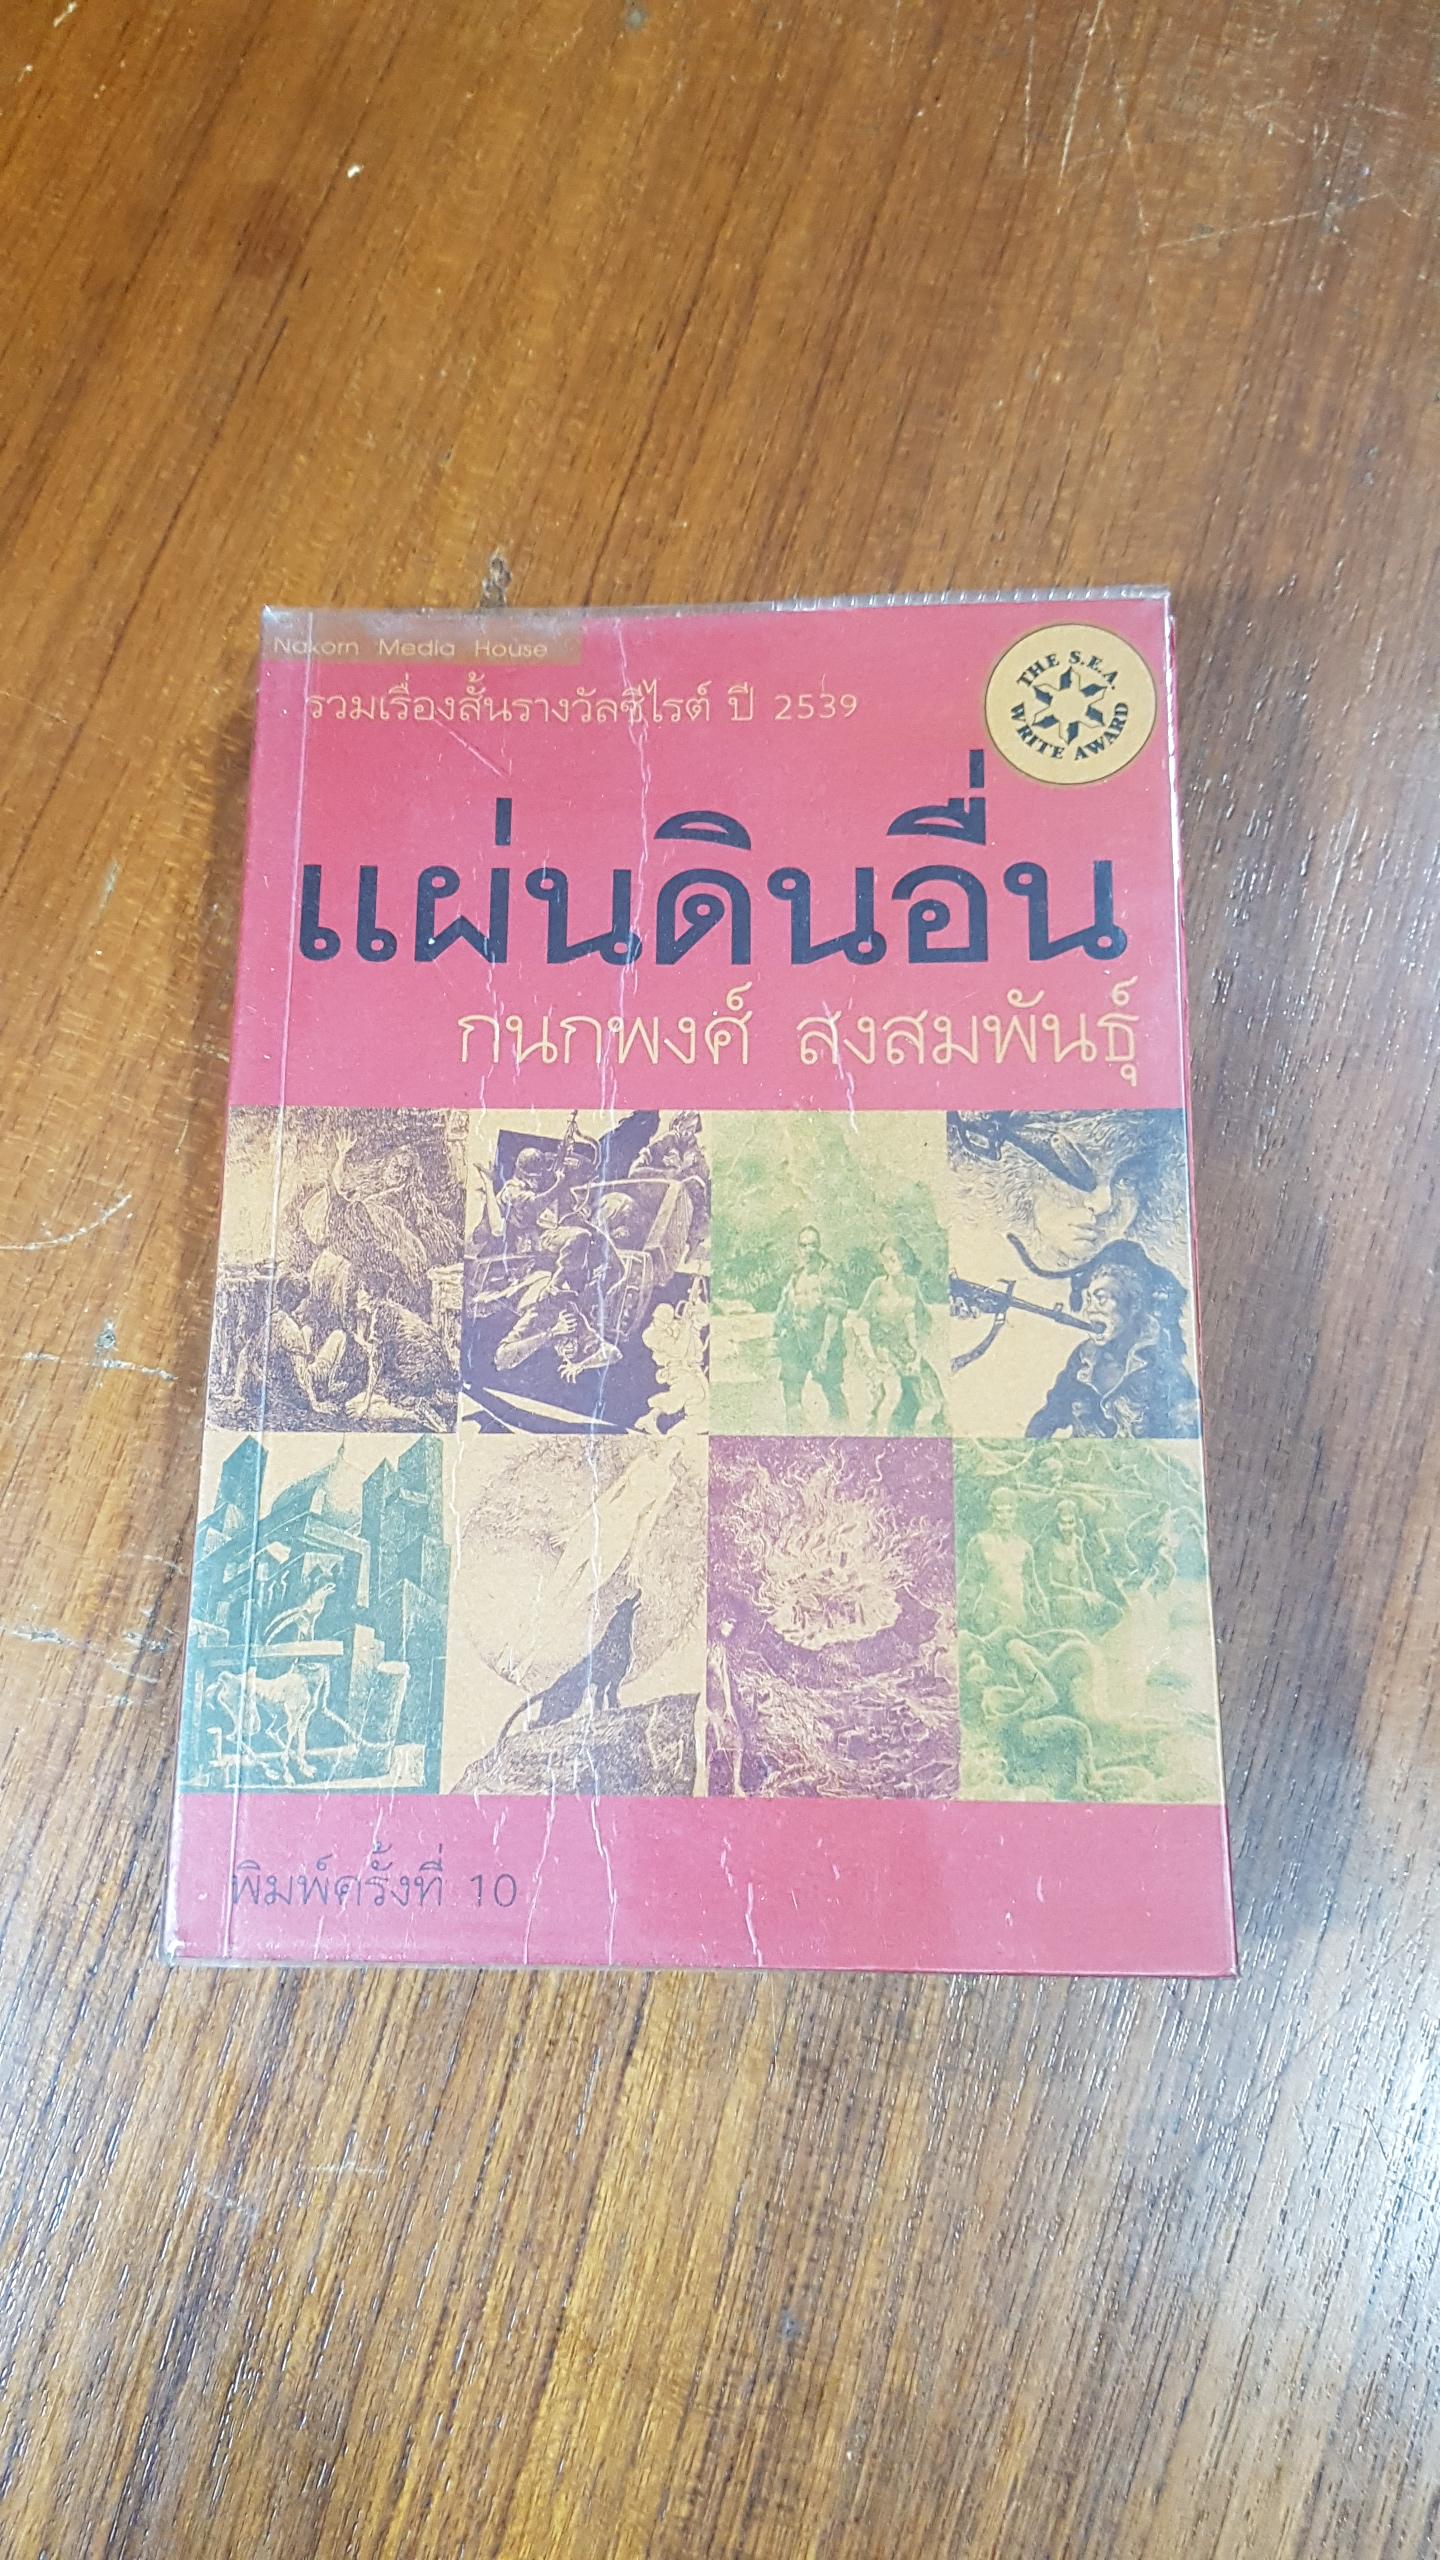 Nakorn Media House
รวมเรื่องสั้นรางวัลซีไรต์ ปี 2539
THE S.E.A.
WRITE AWARD
แผ่นดินอื่น
กนกพงศ์ สงสมพันธุ์
พิมพ์ครั้งที่ 10